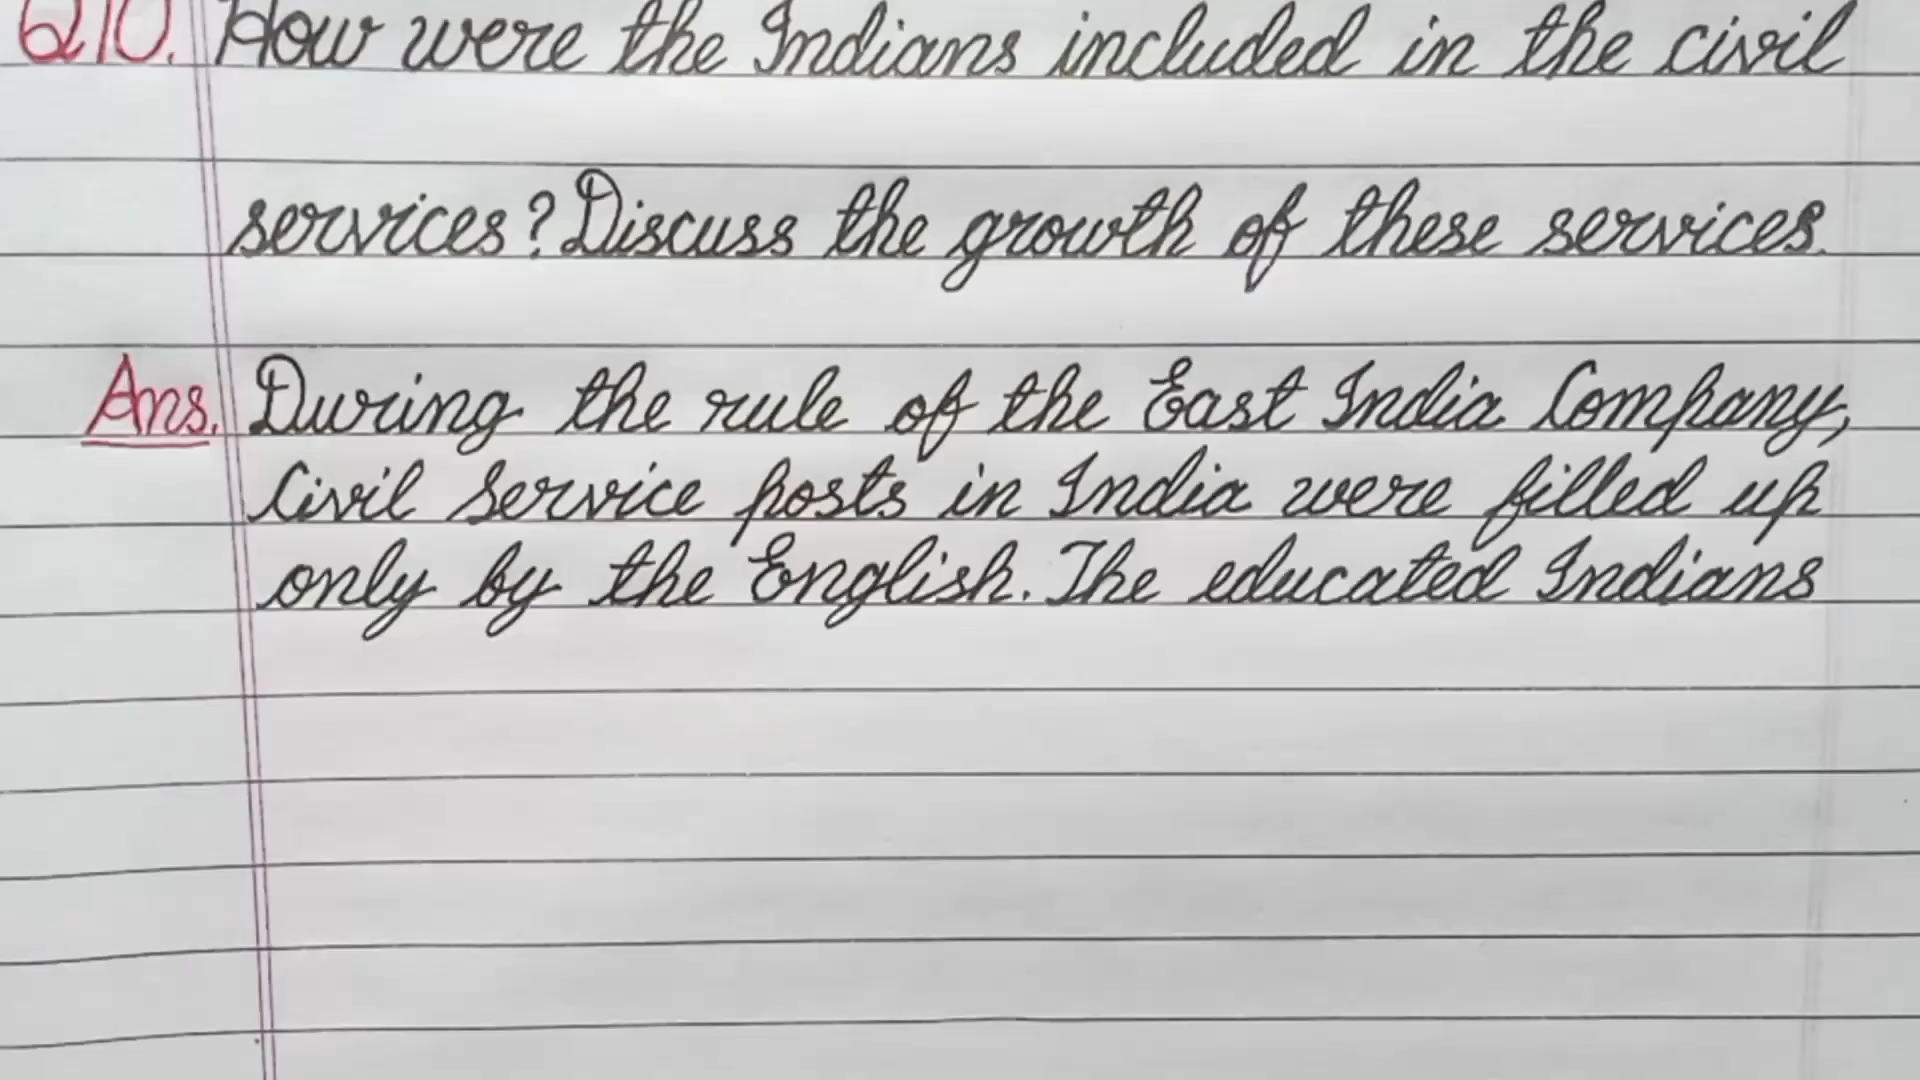 Q10. How were the Indians included in the civil
services? Discuss the growth of these services.
Ans. During the rule of the East India Company,
Civil Service posts in India were filled up
only by the English. The educated Indians